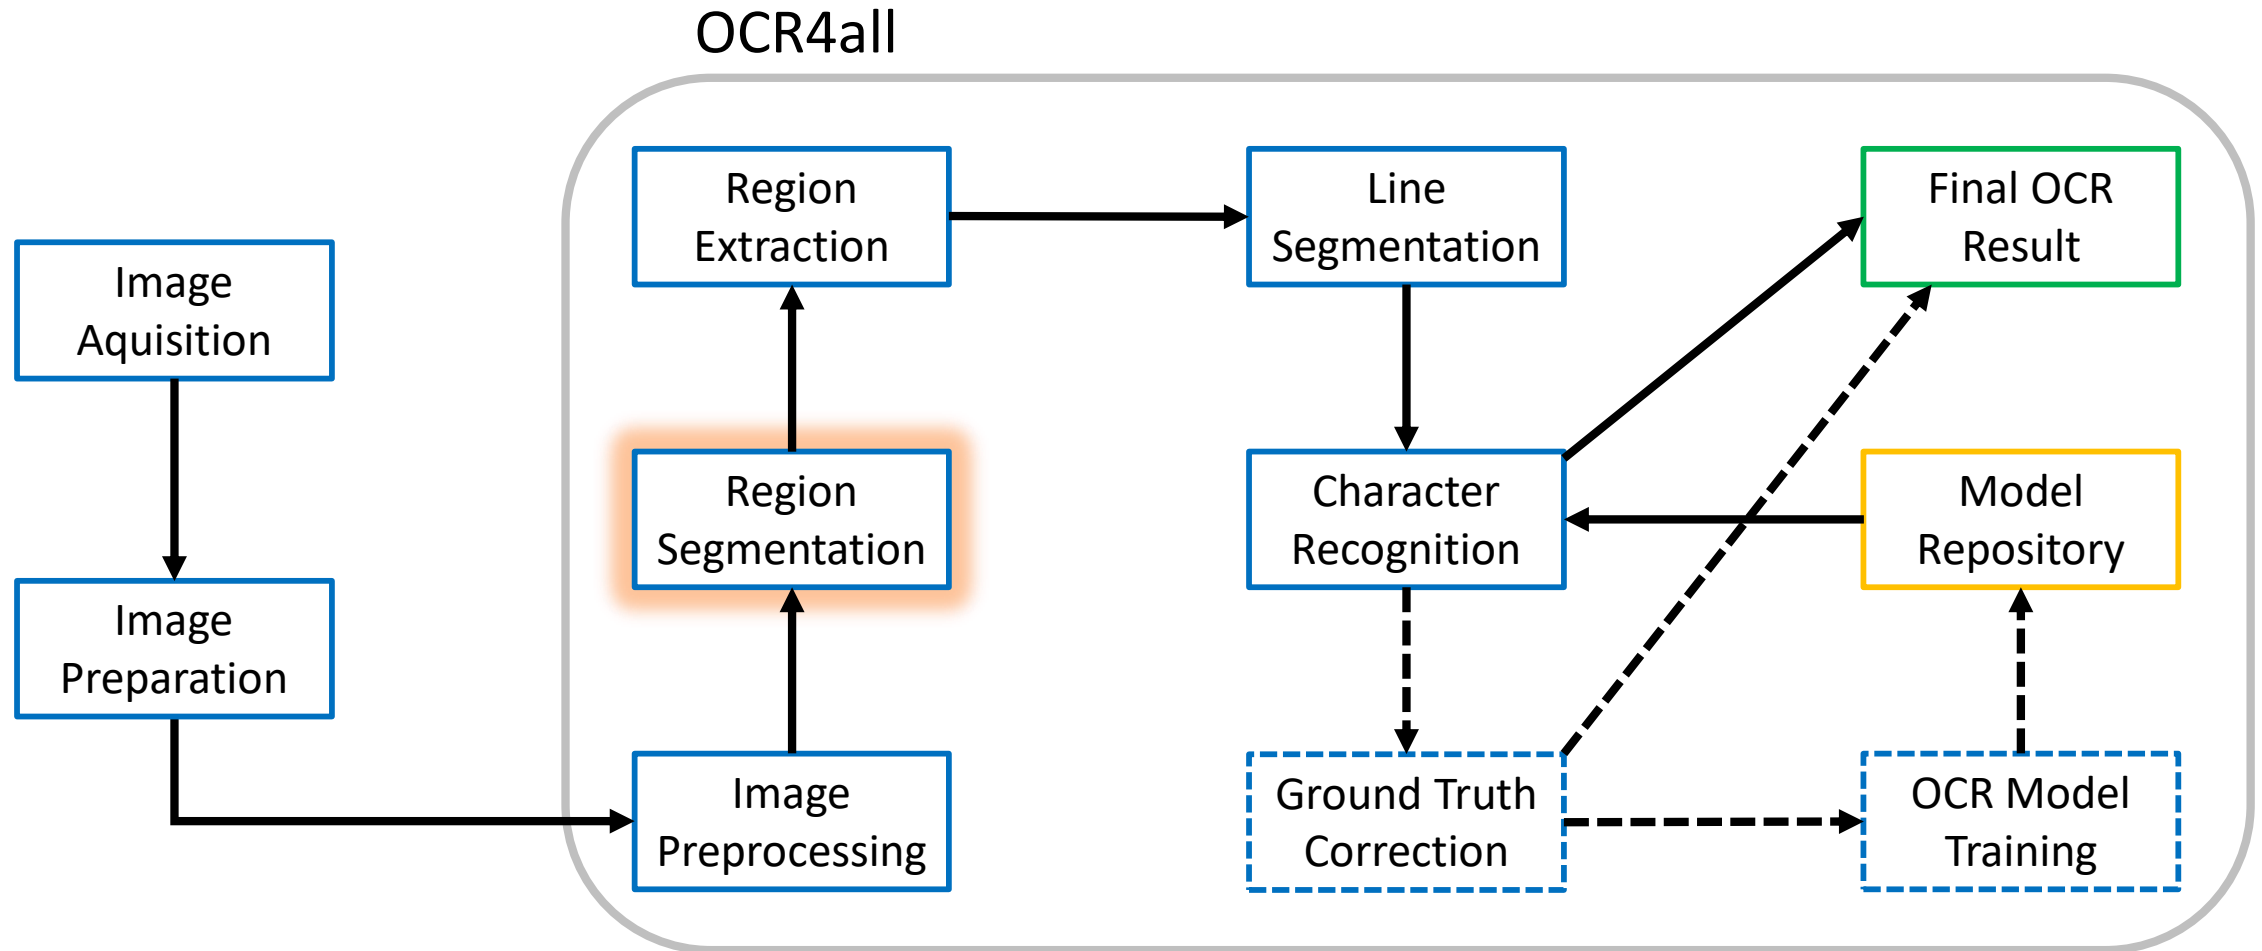 OCR4all
Image
Aquisition
Image
Preparation
Image
Preprocessing
Region
Segmentation
Region
Extraction
Line
Segmentation
Character
Recognition
Ground Truth
Correction
OCR Model
Training
Model
Repository
Final OCR
Result